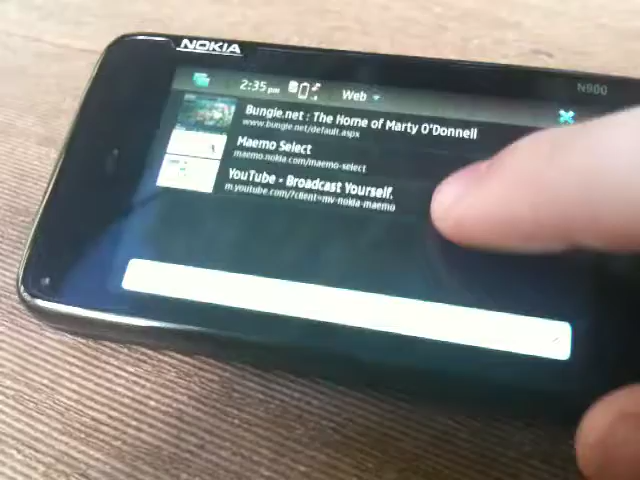 NOKIA
N900
2:35 pm
Web
Bungie.net : The Home of Marty O'Donnell
www.bungie.net/default.aspx
Maemo Select
maemo.nokia.com/maemo-select
YouTube - Broadcast Yourself.
m.youtube.com/?client=mv-nokia-maemo